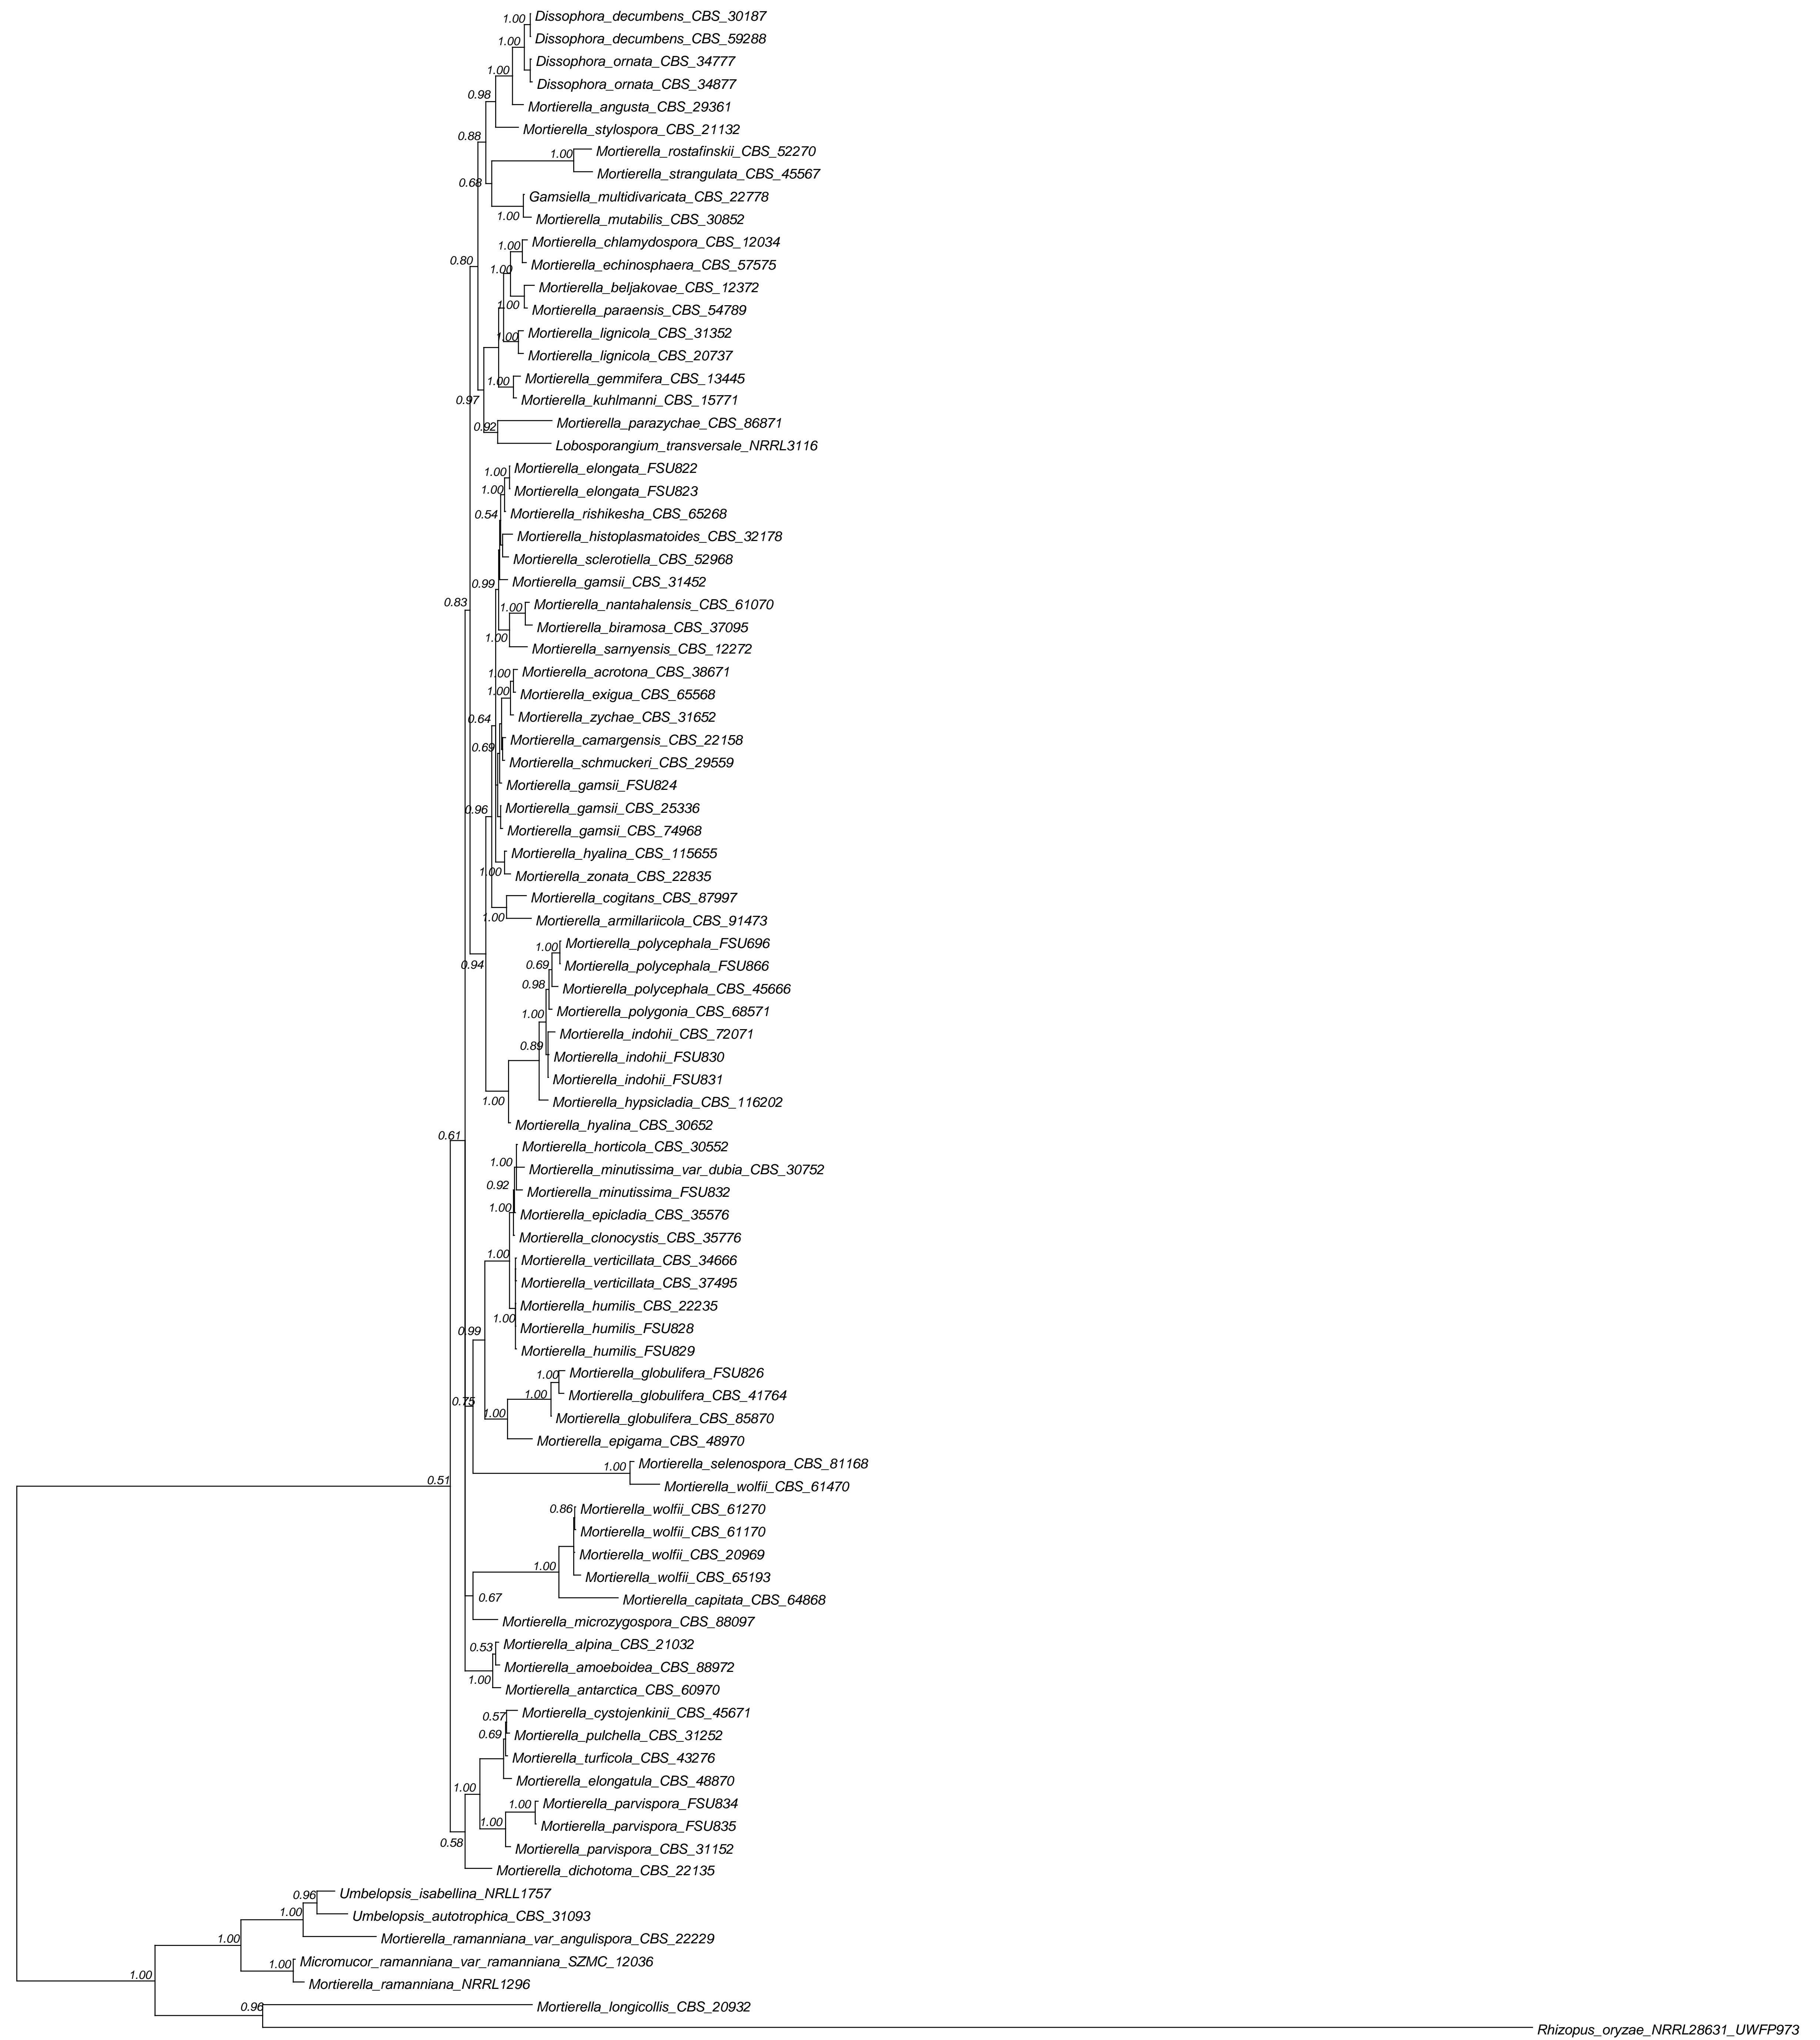 1.00
Dissophora_decumbens_CBS_30187
Dissophora_decumbens_CBS_59288
1.00
Dissophora_ornata_CBS_34777
1.00
Dissophora_ornata_CBS_34877
0.98
Mortierella_angusta_CBS_29361
Mortierella_stylospora_CBS_21132
0.88
1.00
Mortierella_rostafinskii_CBS_52270
Mortierella_strangulata_CBS_45567
0.68
Gamsiella_multidivaricata_CBS_22778
1.00
Mortierella_mutabilis_CBS_30852
1.00
Mortierella_chlamydospora_CBS_12034
0.80
Mortierella_echinosphaera_CBS_57575
1.00
Mortierella_beljakovae_CBS_12372
1.00
Mortierella_paraensis_CBS_54789
1.00
Mortierella_lignicola_CBS_31352
Mortierella_lignicola_CBS_20737
1.00
Mortierella_gemmifera_CBS_13445
0.97
Mortierella_kuhlmanni_CBS_15771
0.92
Mortierella_parazychae_CBS_86871
Lobosporangium_transversale_NRRL3116
1.00
Mortierella_elongata_FSU822
1.00
Mortierella_elongata_FSU823
0.54
Mortierella_rishikesha_CBS_65268
Mortierella_histoplasmatoides_CBS_32178
Mortierella_sclerotiella_CBS_52968
0.99
Mortierella_gamsii_CBS_31452
0.83
1.00
Mortierella_nantahalensis_CBS_61070
Mortierella_biramosa_CBS_37095
1.00
Mortierella_sarnyensis_CBS_12272
1.00
Mortierella_acrotona_CBS_38671
1.00
Mortierella_exigua_CBS_65568
0.64
Mortierella_zychae_CBS_31652
0.69
Mortierella_camargensis_CBS_22158
Mortierella_schmuckeri_CBS_29559
Mortierella_gamsii_FSU824
0.96
Mortierella_gamsii_CBS_25336
Mortierella_gamsii_CBS_74968
Mortierella_hyalina_CBS_115655
1.00
Mortierella_zonata_CBS_22835
Mortierella_cogitans_CBS_87997
1.00
Mortierella_armillariicola_CBS_91473
1.00
Mortierella_polycephala_FSU696
0.94
0.69
Mortierella_polycephala_FSU866
0.98
Mortierella_polycephala_CBS_45666
1.00
Mortierella_polygonia_CBS_68571
Mortierella_indohii_CBS_72071
0.89
Mortierella_indohii_FSU830
Mortierella_indohii_FSU831
1.00
Mortierella_hypsicladia_CBS_116202
Mortierella_hyalina_CBS_30652
0.61
Mortierella_horticola_CBS_30552
1.00
Mortierella_minutissima_var_dubia_CBS_30752
0.92
Mortierella_minutissima_FSU832
1.00
Mortierella_epicladia_CBS_35576
Mortierella_clonocystis_CBS_35776
1.00
Mortierella_verticillata_CBS_34666
Mortierella_verticillata_CBS_37495
Mortierella_humilis_CBS_22235
1.00
Mortierella_humilis_FSU828
0.99
Mortierella_humilis_FSU829
1.00
Mortierella_globulifera_FSU826
1.00
Mortierella_globulifera_CBS_41764
0.75
1.00
Mortierella_globulifera_CBS_85870
Mortierella_epigama_CBS_48970
1.00
Mortierella_selenospora_CBS_81168
0.51
Mortierella_wolfii_CBS_61470
0.86
Mortierella_wolfii_CBS_61270
Mortierella_wolfii_CBS_61170
Mortierella_wolfii_CBS_20969
1.00
Mortierella_wolfii_CBS_65193
0.67
Mortierella_capitata_CBS_64868
Mortierella_microzygospora_CBS_88097
0.53
Mortierella_alpina_CBS_21032
Mortierella_amoeboidea_CBS_88972
1.00
Mortierella_antarctica_CBS_60970
0.57
Mortierella_cystojenkinii_CBS_45671
0.69
Mortierella_pulchella_CBS_31252
Mortierella_turficola_CBS_43276
1.00
Mortierella_elongatula_CBS_48870
1.00
Mortierella_parvispora_FSU834
1.00
Mortierella_parvispora_FSU835
0.58
Mortierella_parvispora_CBS_31152
Mortierella_dichotoma_CBS_22135
0.96
Umbelopsis_isabellina_NRLL1757
1.00
Umbelopsis_autotrophica_CBS_31093
1.00
Mortierella_ramanniana_var_angulispora_CBS_22229
1.00
Micromucor_ramanniana_var_ramanniana_SZMC_12036
1.00
Mortierella_ramanniana_NRRL1296
0.96
Mortierella_longicollis_CBS_20932
Rhizopus_oryzae_NRRL28631_UWFP973